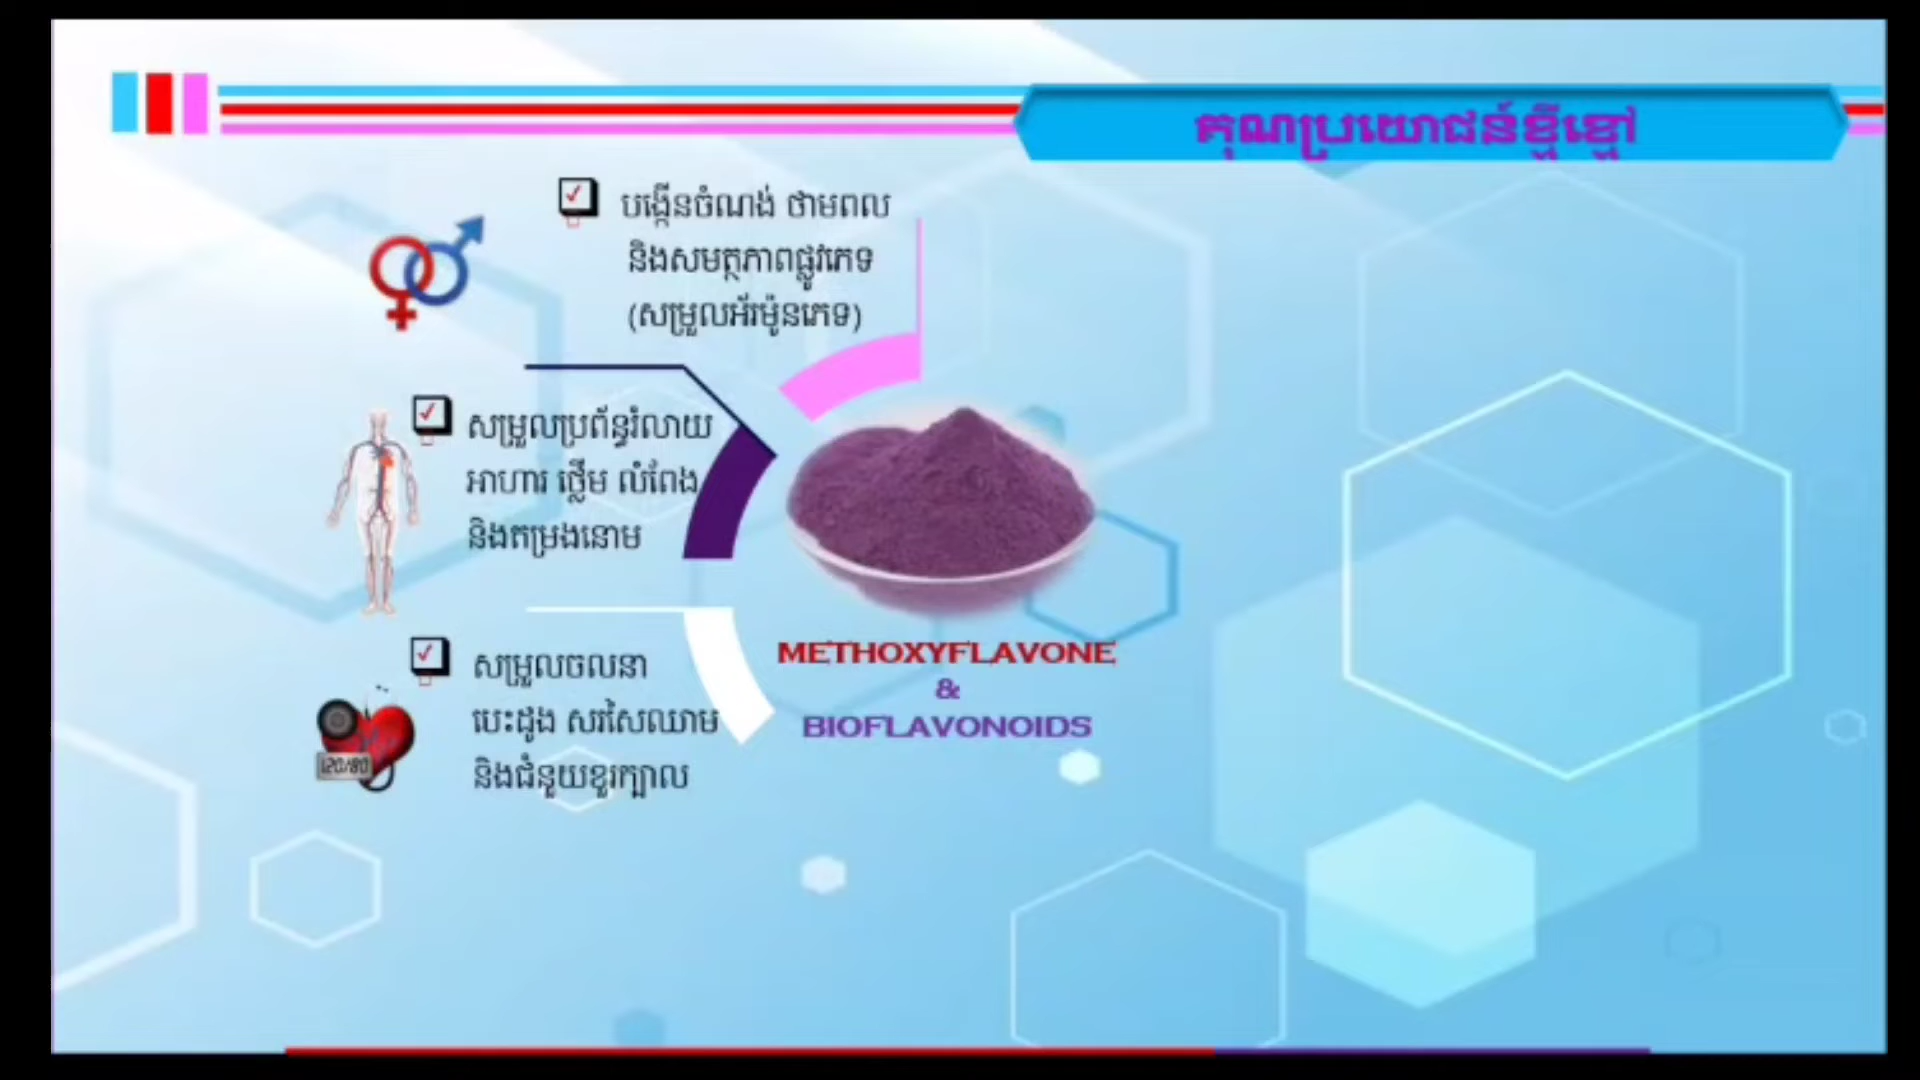 គុណប្រយោជន៍ខ្មីខ្មៅ
បង្កើនចំណង់ ថាមពល
និងសមត្ថភាពផ្លូវភេទ
(សម្រួលអ័រម៉ូនភេទ)
សម្រួលប្រព័ន្ធរំលាយ
អាហារ ថ្លើម លំពែង
និងតម្រងនោម
សម្រួលចលនា
បេះដូង សរសៃឈាម
និងជំនួយខួរក្បាល
120/80
METHOXYFLAVONE
&
BIOFLAVONOIDS